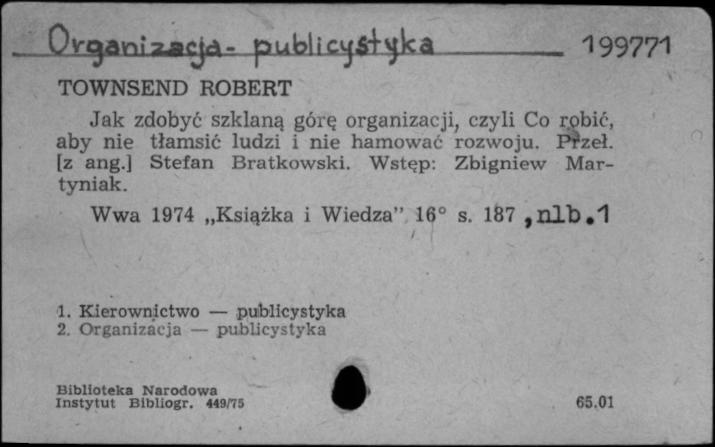 Organizacja - publicystyka 199771
TOWNSEND ROBERT
Jak zdobyć szklaną górę organizacji, czyli Co robić,
aby nie tłamsić ludzi i nie hamować rozwoju. Przeł.
[z ang.] Stefan Bratkowski. Wstęp: Zbigniew Mar-
tyniak.
Wwa 1974 „Książka i Wiedza” 16° s. 187, nlb. 1
1. Kierownictwo — publicystyka
2. Organizacja — publicystyka
Biblioteka Narodowa
Instytut Bibliogr. 449/75 65.01